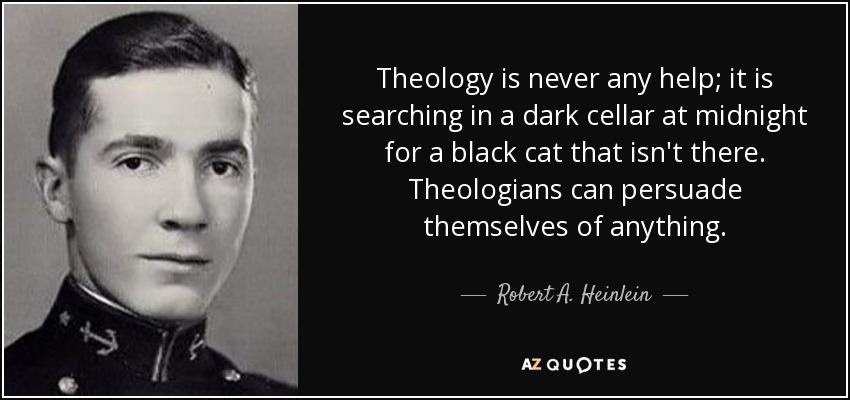 Theology is never any help; it is
searching in a dark cellar at midnight
for a black cat that isn't there.
Theologians can persuade
themselves of anything.
Robert A. Heinlein
AZ QUOTES